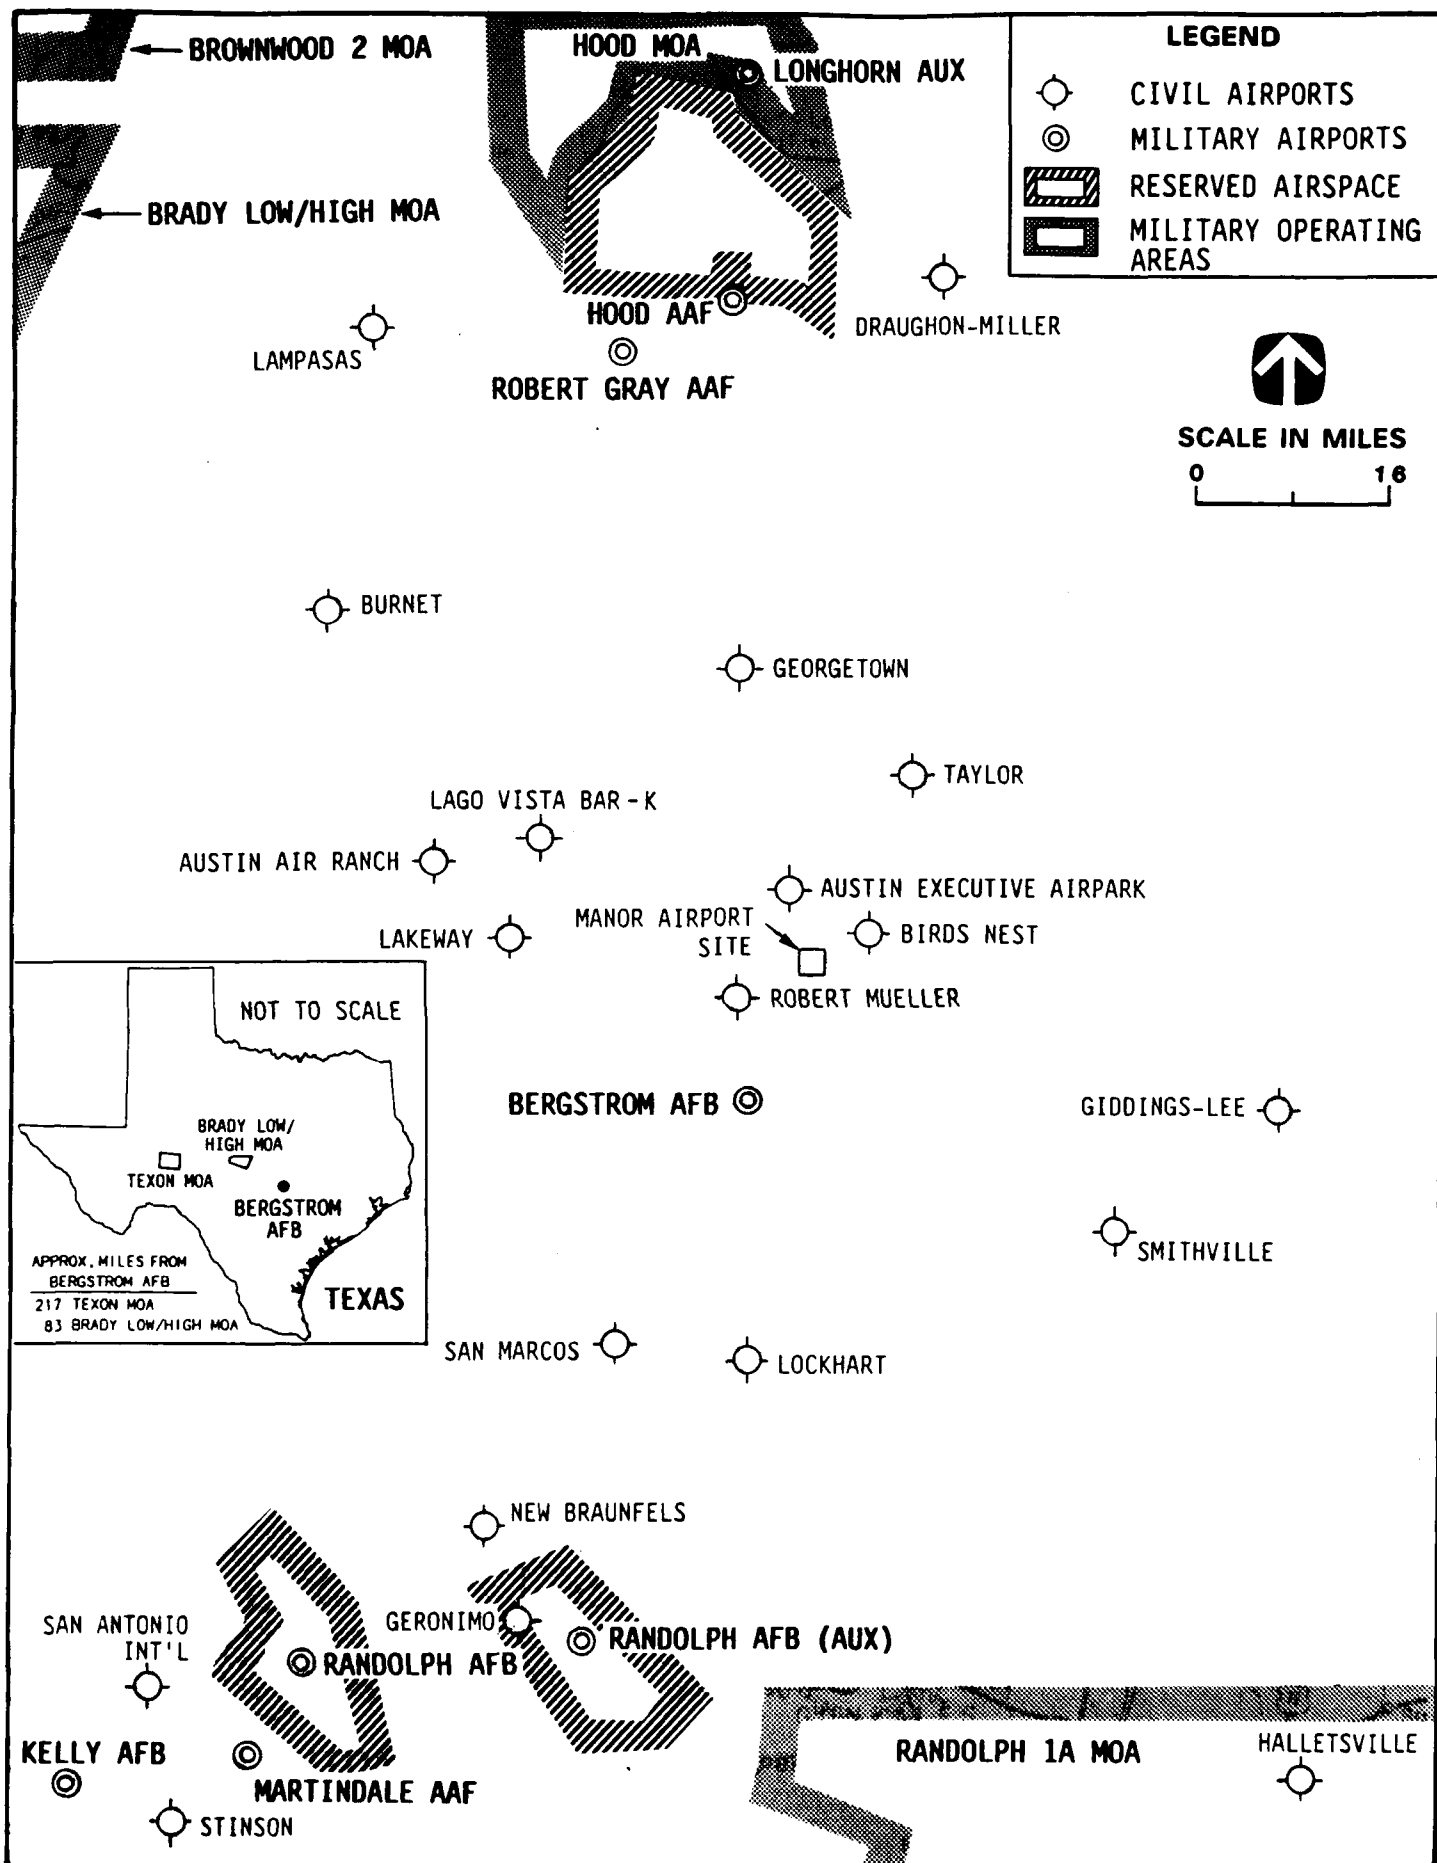 BROWNWOOD 2 MOA
HOOD MOA
LONGHORN AUX
LEGEND
CIVIL AIRPORTS
MILITARY AIRPORTS
RESERVED AIRSPACE
MILITARY OPERATING
AREAS
BRADY LOW/HIGH MOA
HOOD AAF
DRAUGHON-MILLER
LAMPASAS
ROBERT GRAY AAF
SCALE IN MILES
0 16
BURNET
GEORGETOWN
TAYLOR
LAGO VISTA BAR-K
AUSTIN AIR RANCH
AUSTIN EXECUTIVE AIRPARK
MANOR AIRPORT
SITE
BIRDS NEST
LAKEWAY
ROBERT MUELLER
NOT TO SCALE
BRADY LOW/
HIGH MOA
TEXON MOA
BERGSTROM
AFB
APPROX. MILES FROM
BERGSTROM AFB
217 TEXON MOA
83 BRADY LOW/HIGH MOA
TEXAS
BERGSTROM AFB
GIDDINGS-LEE
SMITHVILLE
SAN MARCOS
LOCKHART
NEW BRAUNFELS
SAN ANTONIO
INT'L
GERONIMO
RANDOLPH AFB (AUX)
RANDOLPH AFB
KELLY AFB
MARTINDALE AAF
STINSON
RANDOLPH 1A MOA
HALLETSVILLE